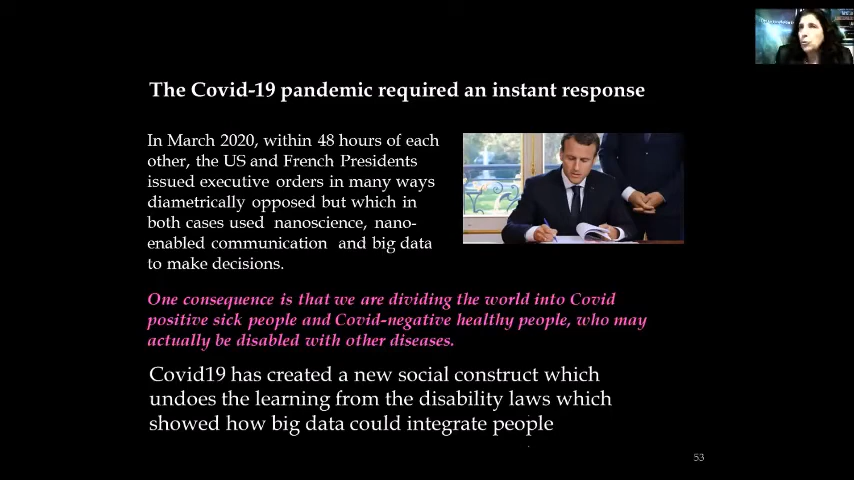 The Covid-19 pandemic required an instant response
In March 2020, within 48 hours of each
other, the US and French Presidents
issued executive orders in many ways
diametrically opposed but which in
both cases used nanoscience, nano-
enabled communication and big data
to make decisions.
One consequence is that we are dividing the world into Covid
positive sick people and Covid-negative healthy people, who may
actually be disabled with other diseases.
Covid19 has created a new social construct which
undoes the learning from the disability laws which
showed how big data could integrate people
53